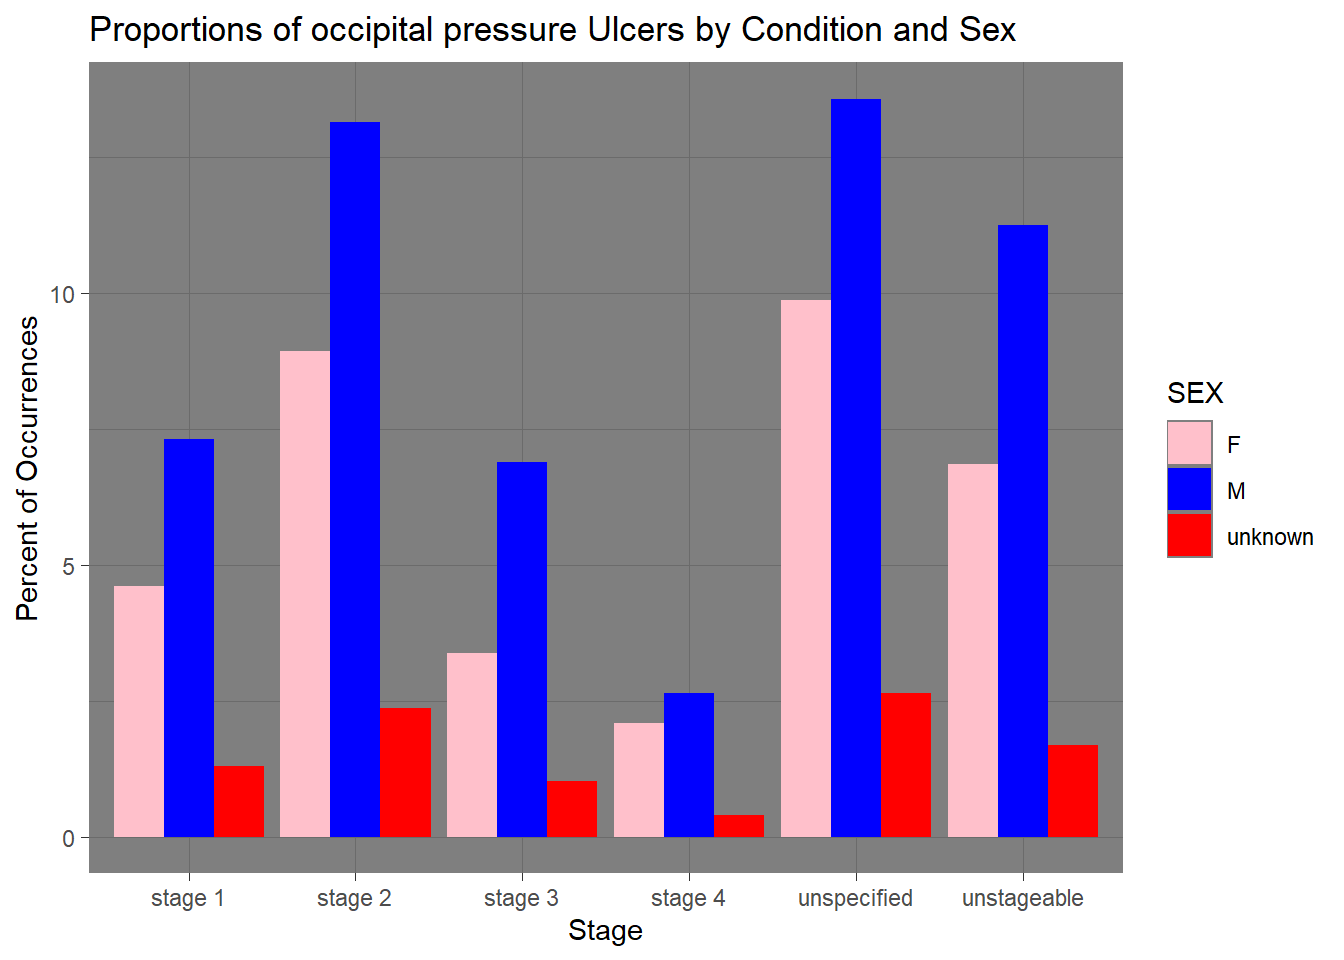 Proportions of occipital pressure Ulcers by Condition and Sex
Percent of Occurrences
10
5
0
stage 1 stage 2 stage 3 stage 4 unspecified unstageable
Stage
SEX
F
M
unknown